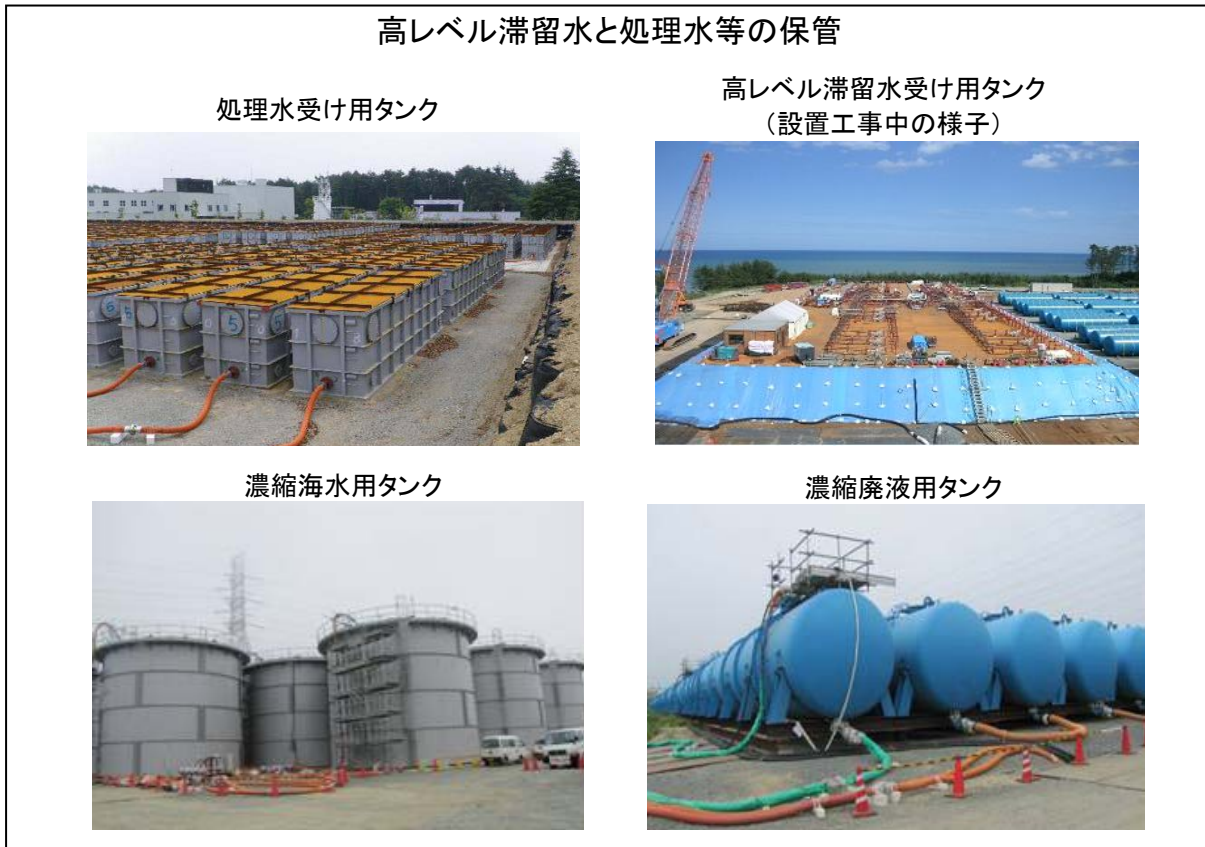 高レベル滞留水と処理水等の保管
処理水受け用タンク
高レベル滞留水受け用タンク
（設置工事中の様子）
濃縮海水用タンク
濃縮廃液用タンク